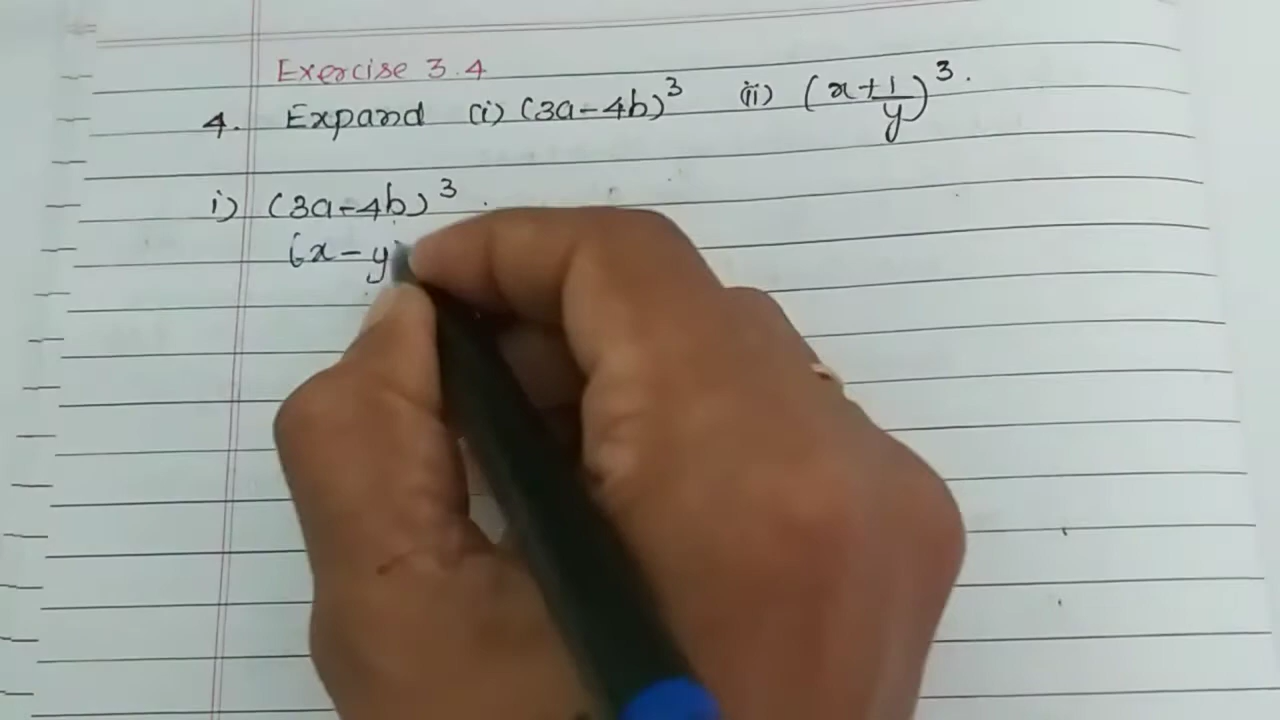 Exercise 3.4
4. Expand (i) (3a-4b)³ (ii) (x+1/y)³.
i) (3a-4b)³.
(x-y)